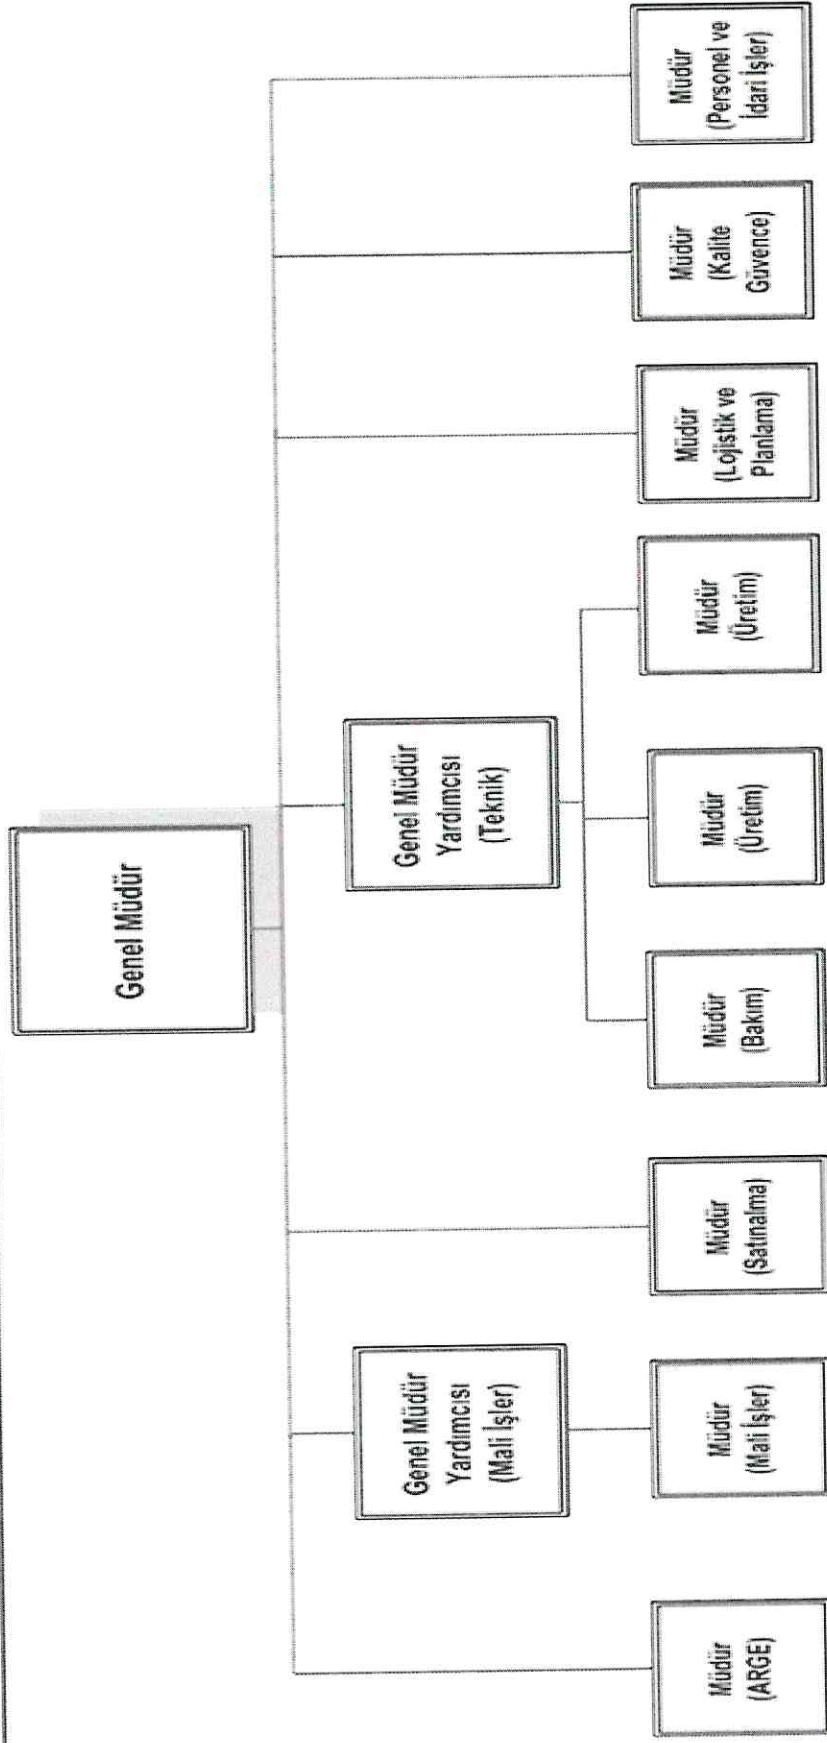 Genel Müdür
Genel Müdür
Yardımcısı
(Mali İşler)
Genel Müdür
Yardımcısı
(Teknik)
Müdür
(ARGE)
Müdür
(Mali İşler)
Müdür
(Satınalma)
Müdür
(Bakım)
Müdür
(Üretim)
Müdür
(Üretim)
Müdür
(Lojistik ve
Planlama)
Müdür
(Kalite
Güvence)
Müdür
(Personel ve
İdari İşler)